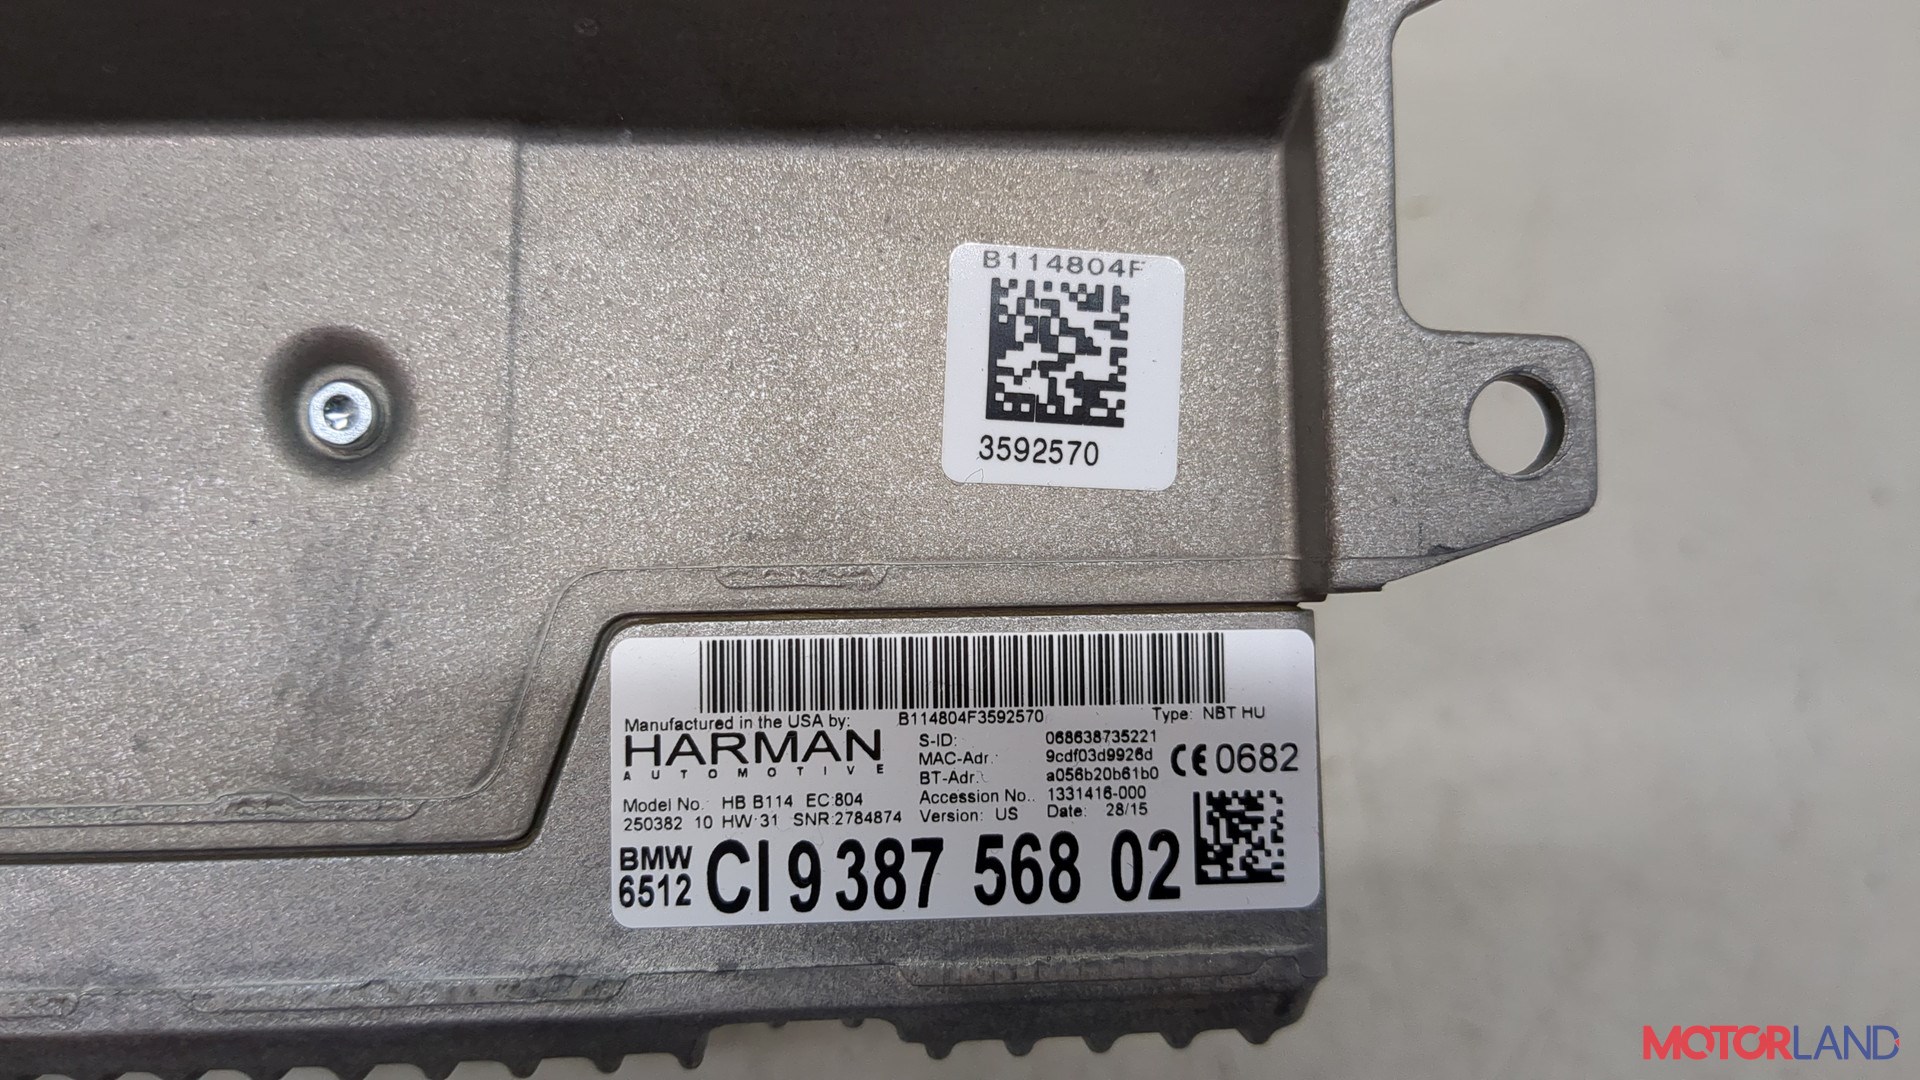 B114804F
3592570
Manufactured in the USA by: B114804F3592570 Type: NBT HU
HARMAN
AUTOMOTIVE
S-ID: 068638735221
MAC-Adr.: 9cdf03d9926d
BT-Adr.: a056b20b61b0
CE 0682
Model No.: HB B114 EC:804 Accession No.: 1331416-000
250382 10 HW:31 SNR:2784874 Version: US Date: 28/15
BMW
6512 CI 9 387 568 02
MOTORLAND